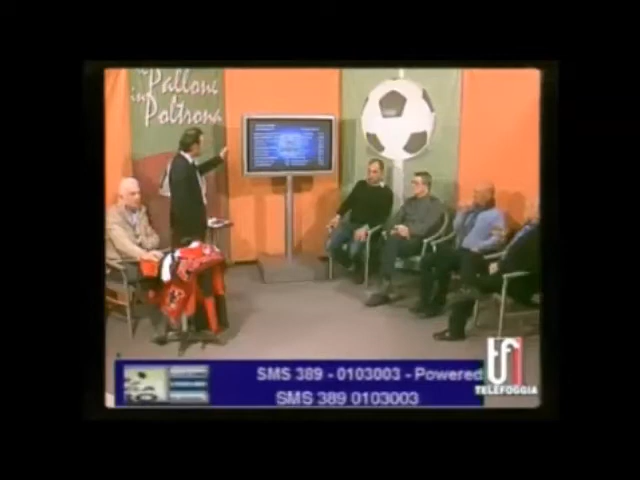 Pallone
in Poltrona
SMS 389 - 0103003 - Powered
SMS 389 0103003
tf
TELEFOGGIA